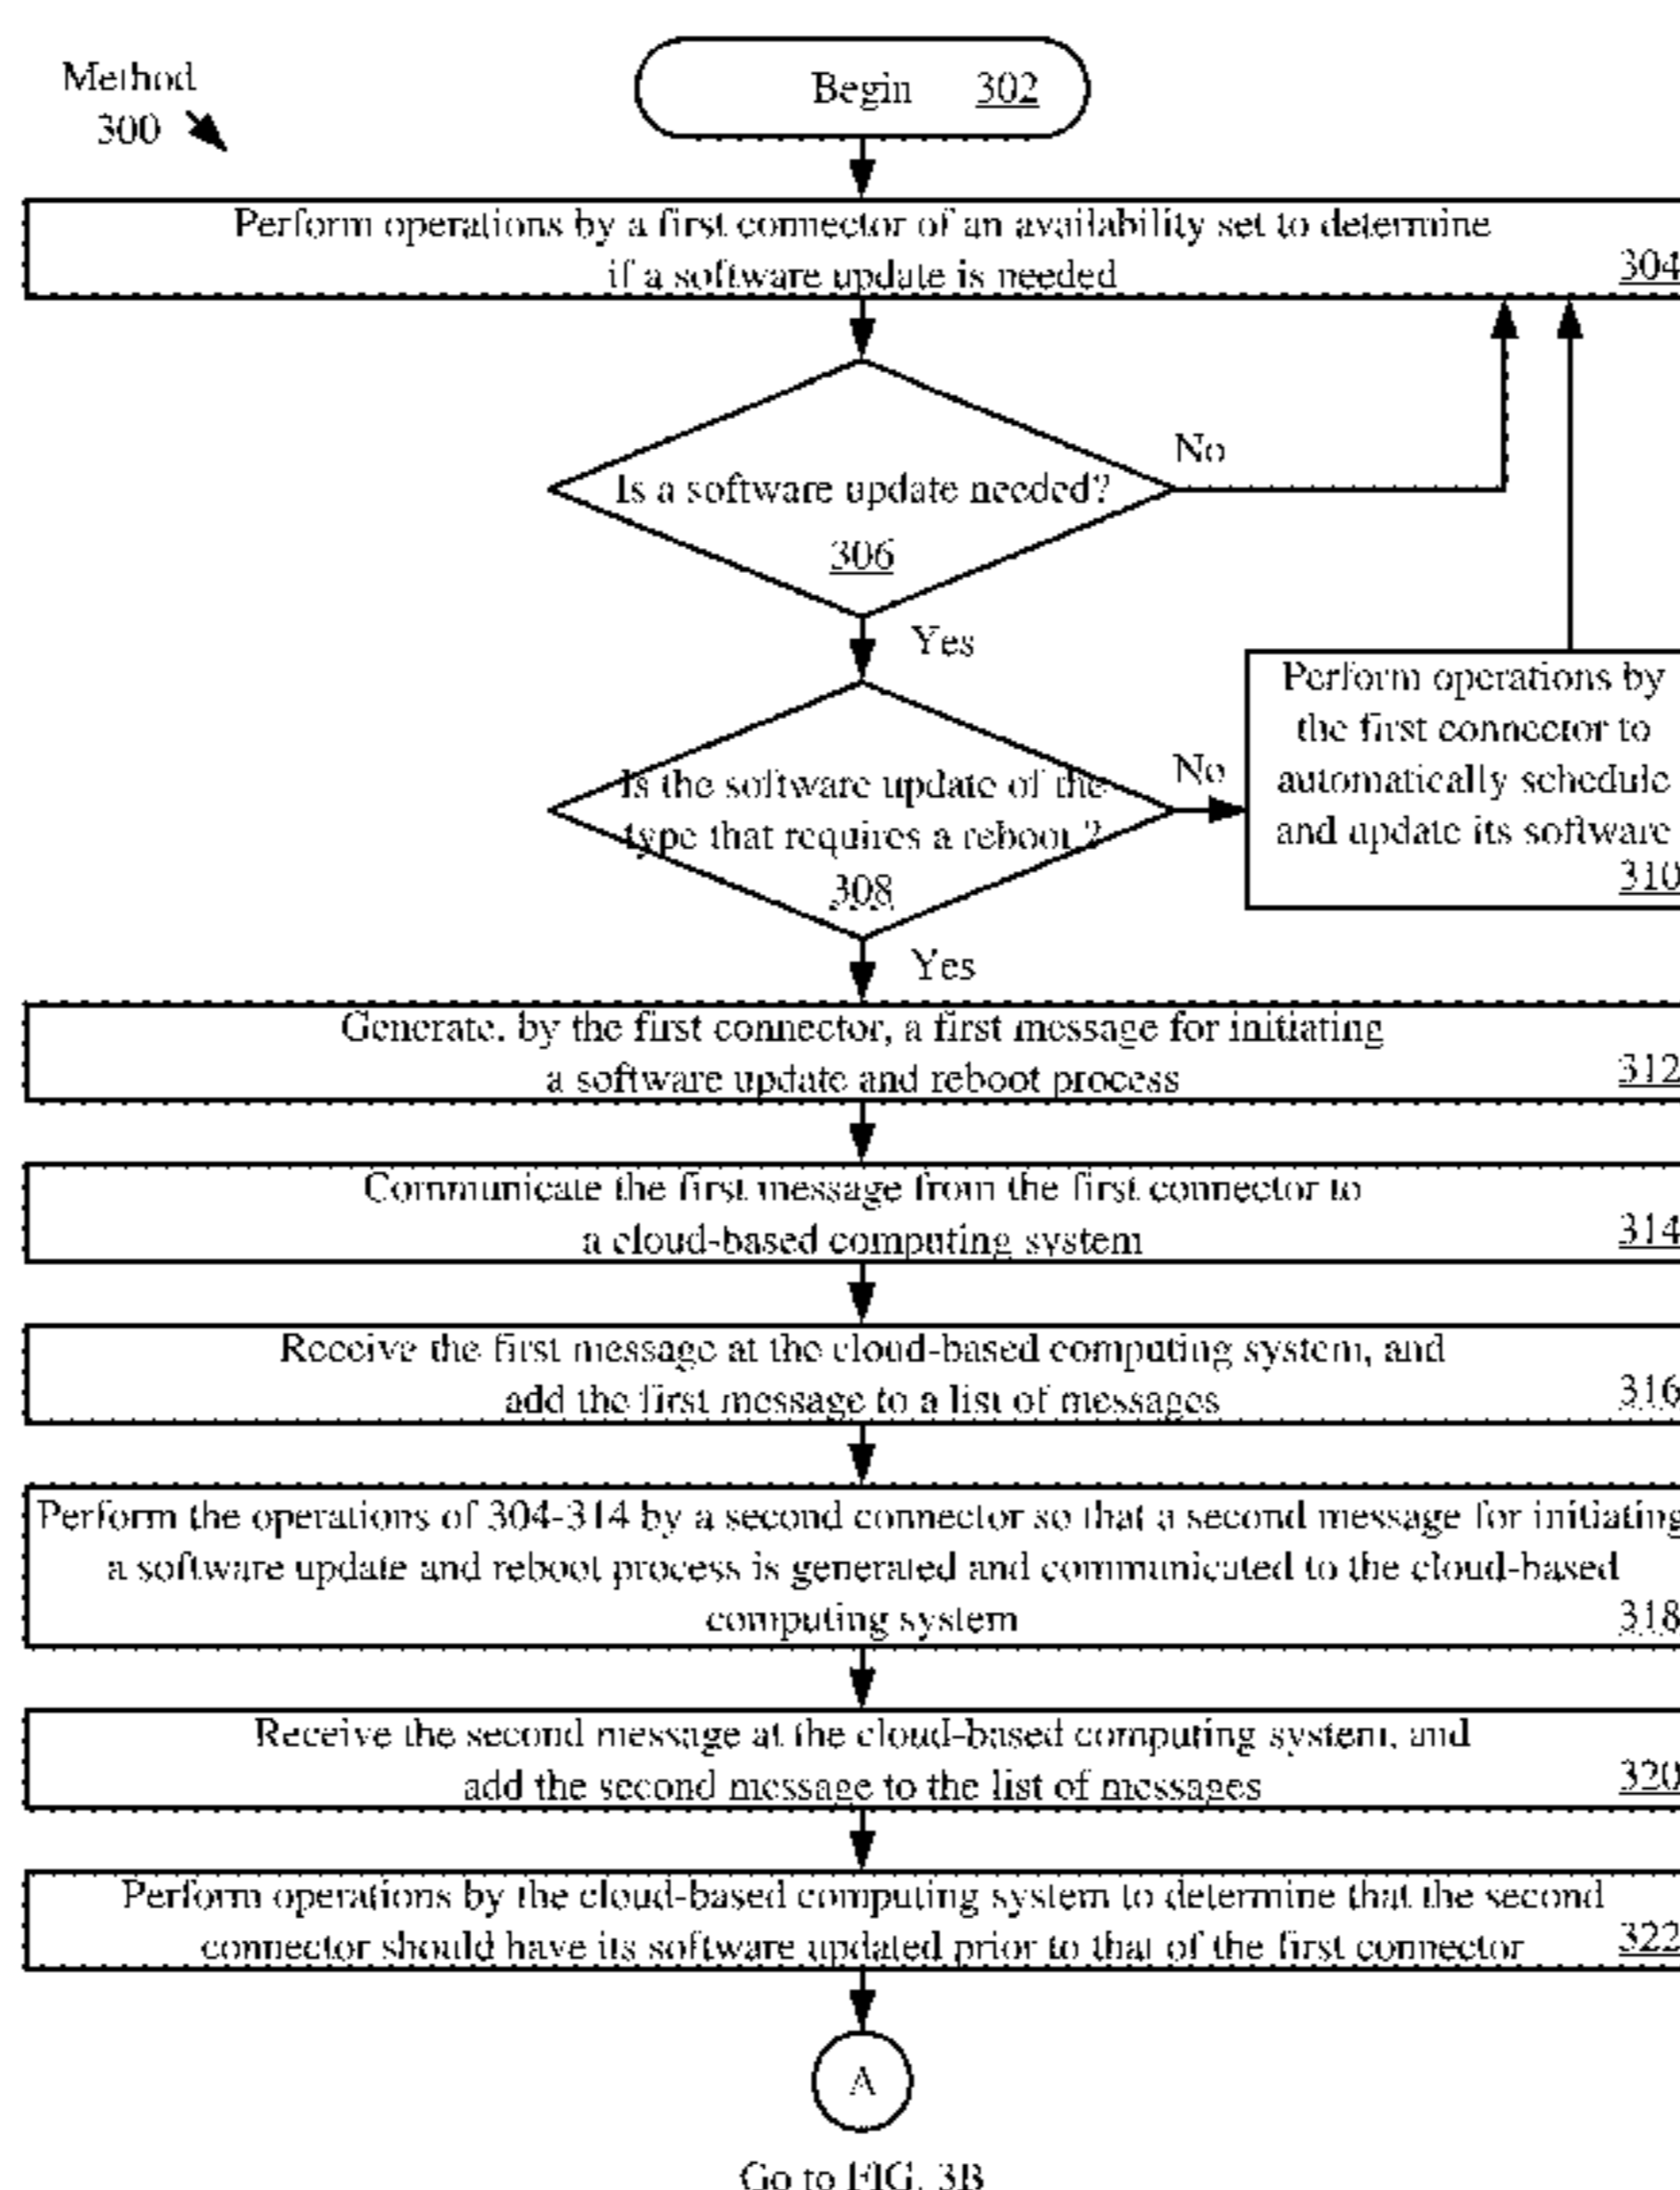 Method
300
Begin 302
Perform operations by a first connector of an availability set to determine
if a software update is needed
304
No
Is a software update needed?
306
Yes
Is the software update of the
type that requires a reboot ?
308
No
Perform operations by
the first connector to
automatically schedule
and update its software
310
Yes
Generate, by the first connector, a first message for initiating
a software update and reboot process
312
Communicate the first message from the first connector to
a cloud-based computing system
314
Receive the first message at the cloud-based computing system, and
add the first message to a list of messages
316
Perform the operations of 304-314 by a second connector so that a second message for initiating
a software update and reboot process is generated and communicated to the cloud-based
computing system
318
Receive the second message at the cloud-based computing system, and
add the second message to the list of messages
320
Perform operations by the cloud-based computing system to determine that the second
connector should have its software updated prior to that of the first connector
322
A
Go to FIG. 3B